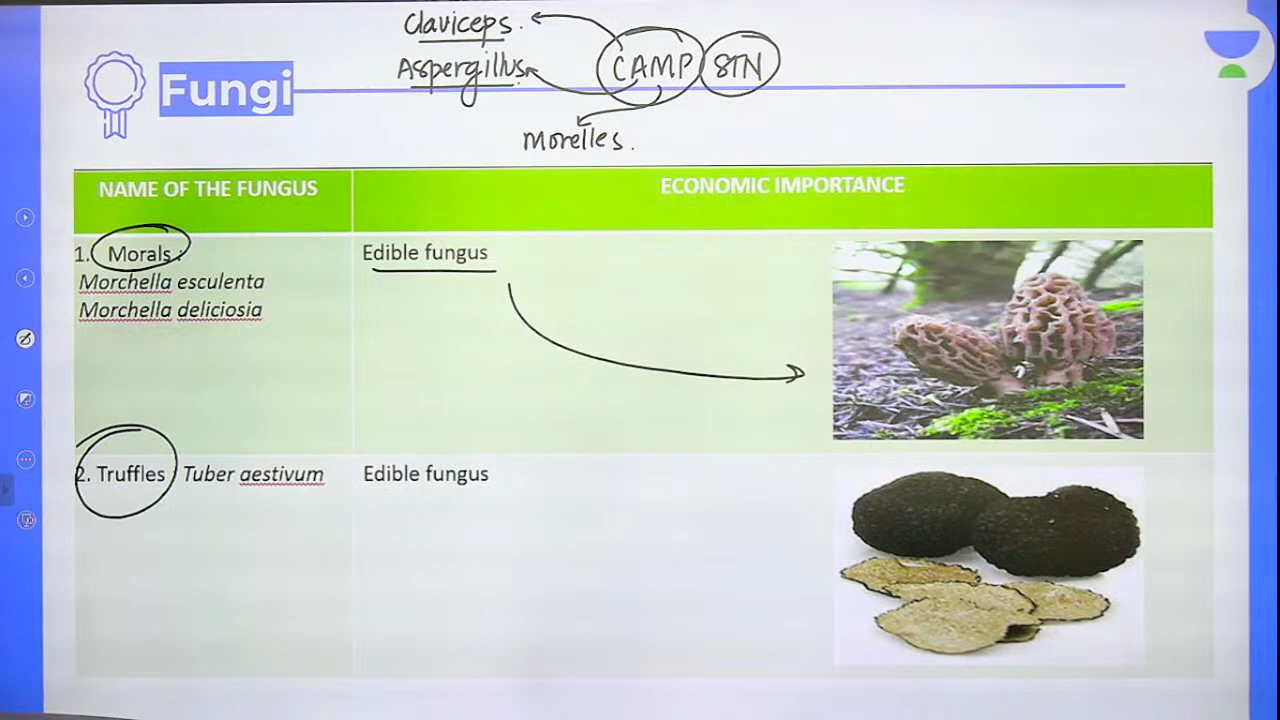 Claviceps.
Aspergillus.
CAMP STN
Fungi
Morelles.
NAME OF THE FUNGUS
ECONOMIC IMPORTANCE
1. Morals :
Edible fungus
Morchella esculenta
Morchella deliciosia
2. Truffles : Tuber aestivum
Edible fungus